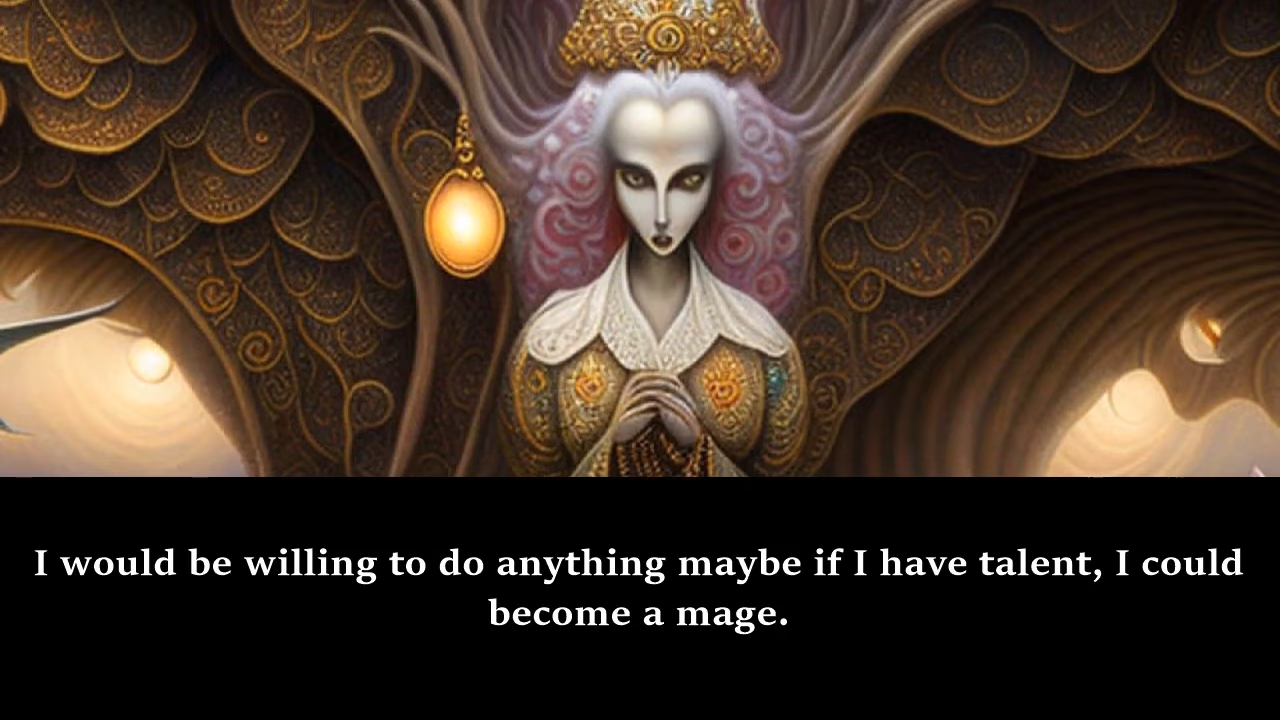 I would be willing to do anything maybe if I have talent, I could
become a mage.